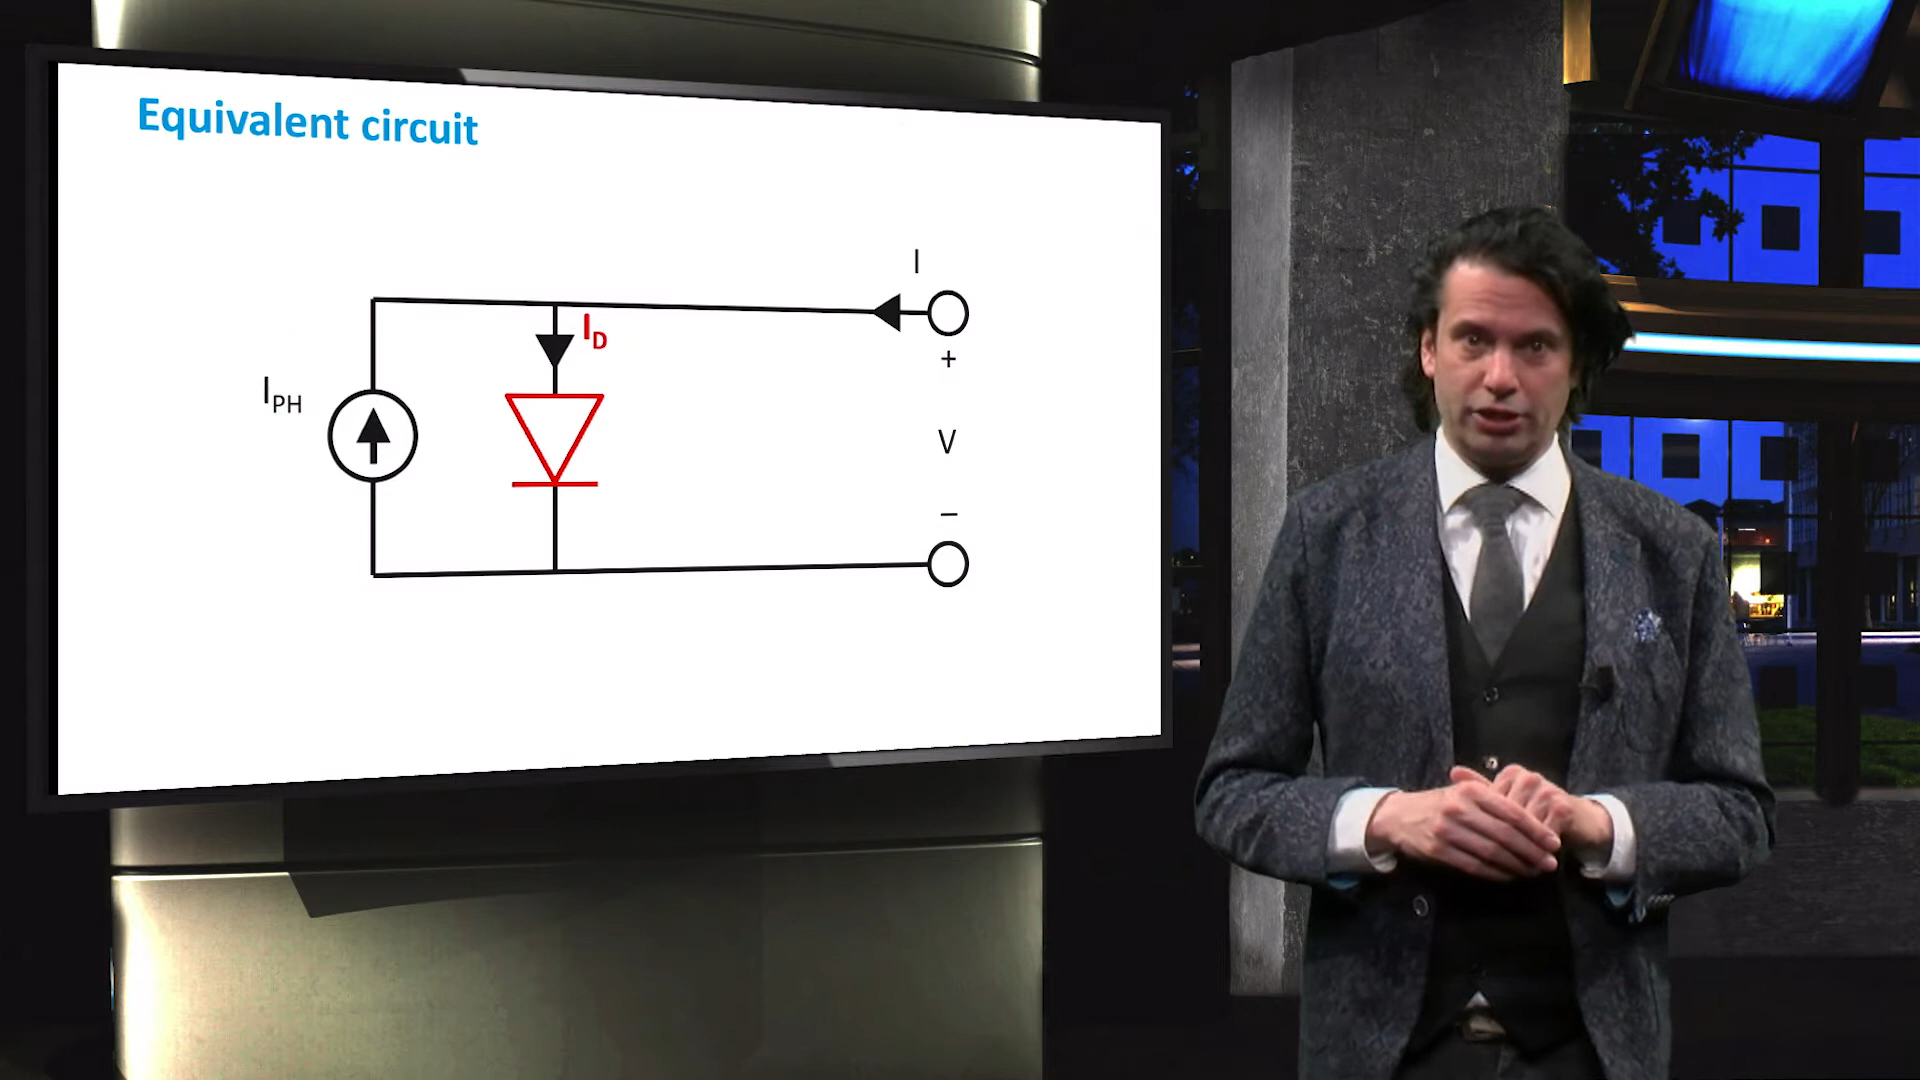 Equivalent circuit
I
I_D
+
I_PH
V
–